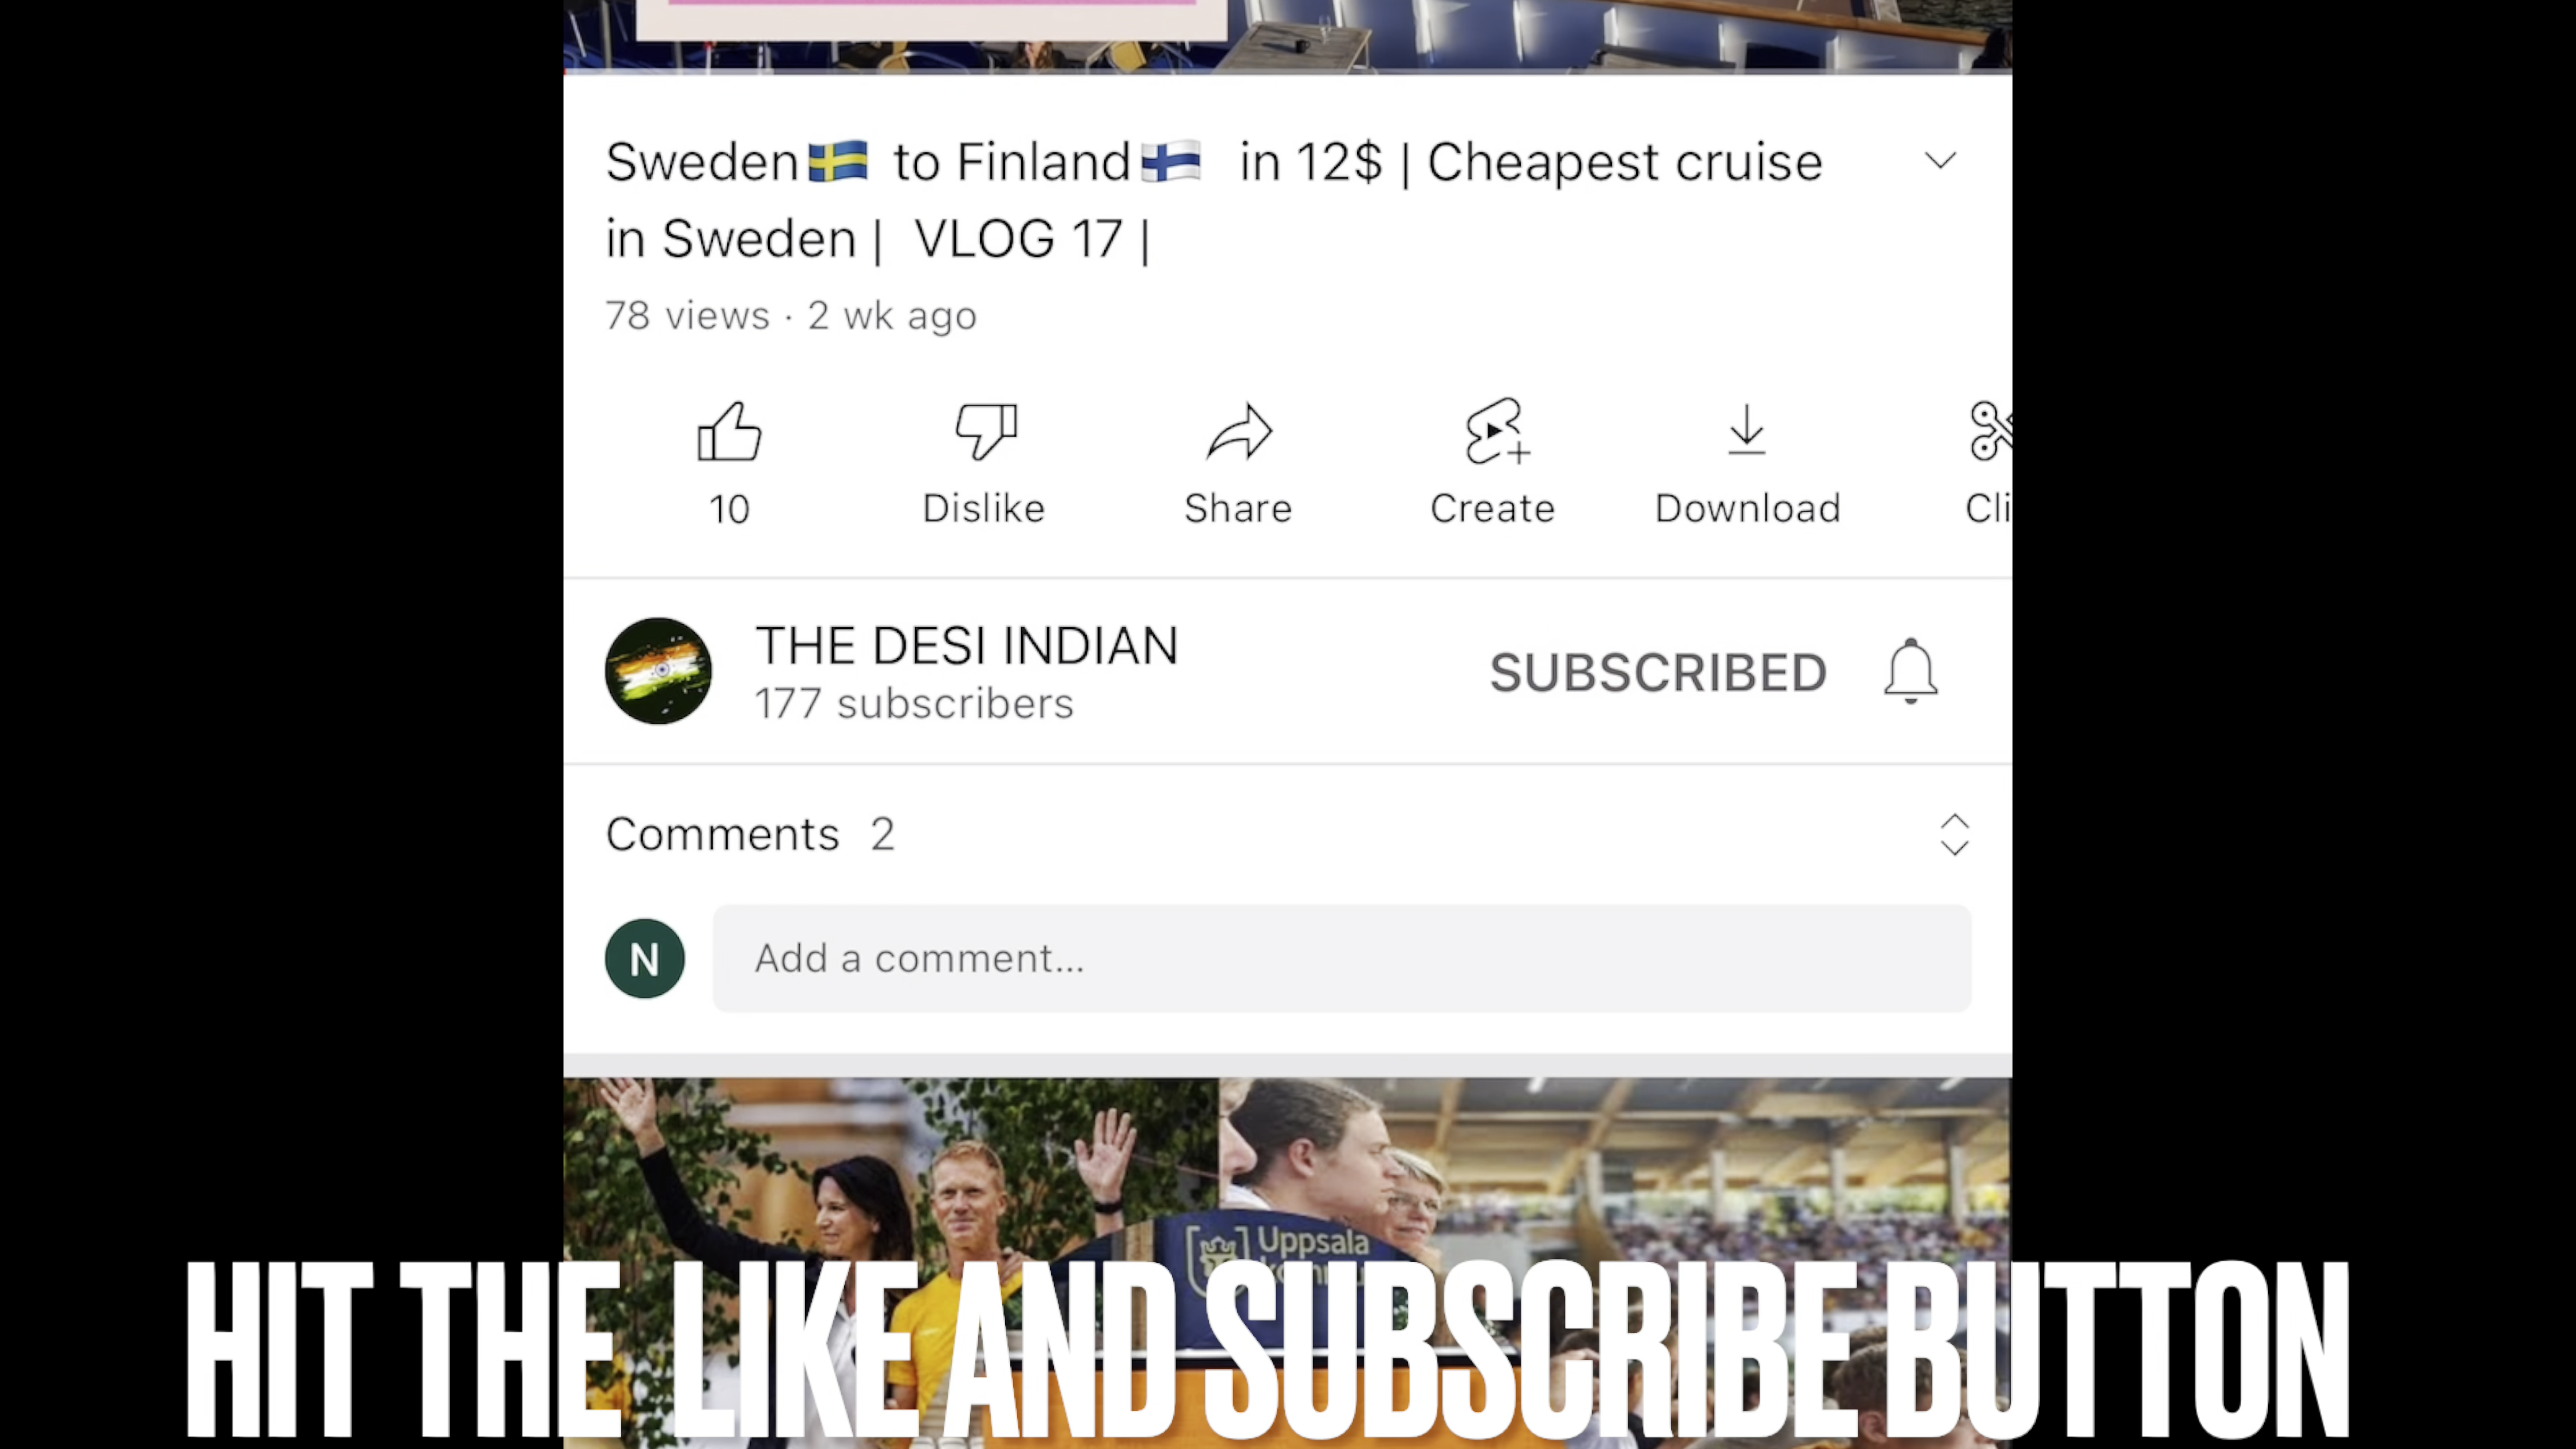 Sweden🇸🇪 to Finland🇫🇮 in 12$ | Cheapest cruise
in Sweden | VLOG 17 |
78 views · 2 wk ago
10 Dislike Share Create Download Cli
THE DESI INDIAN
177 subscribers
SUBSCRIBED
Comments 2
N
Add a comment...
Uppsala
HIT THE LIKE AND SUBSCRIBE BUTTON